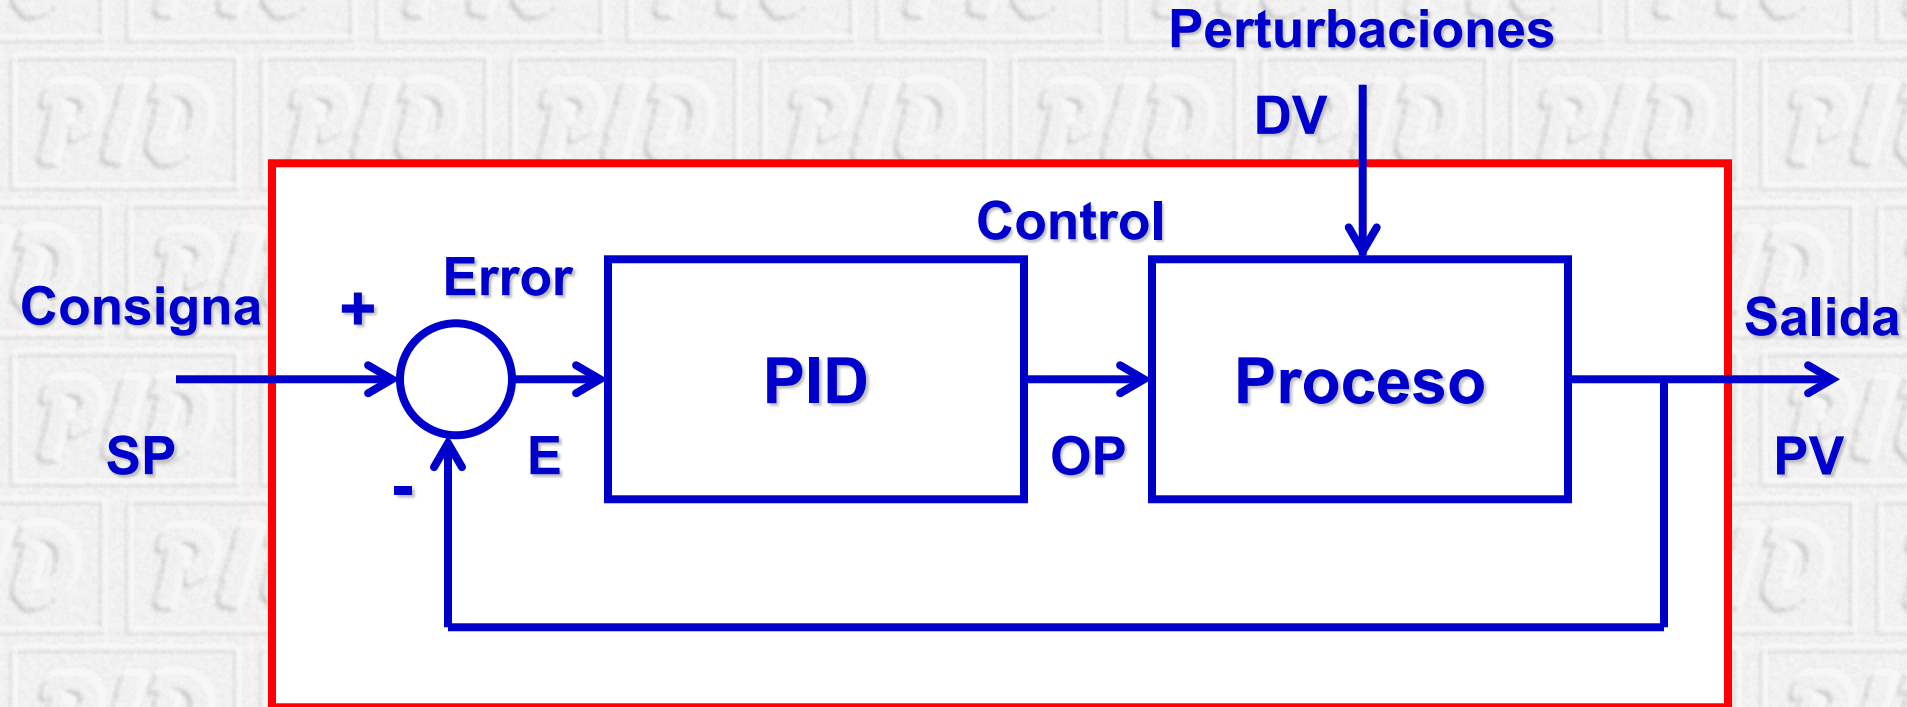 Perturbaciones
DV
Control
Error
Consigna
+
Salida
PID
Proceso
SP
-
E
OP
PV